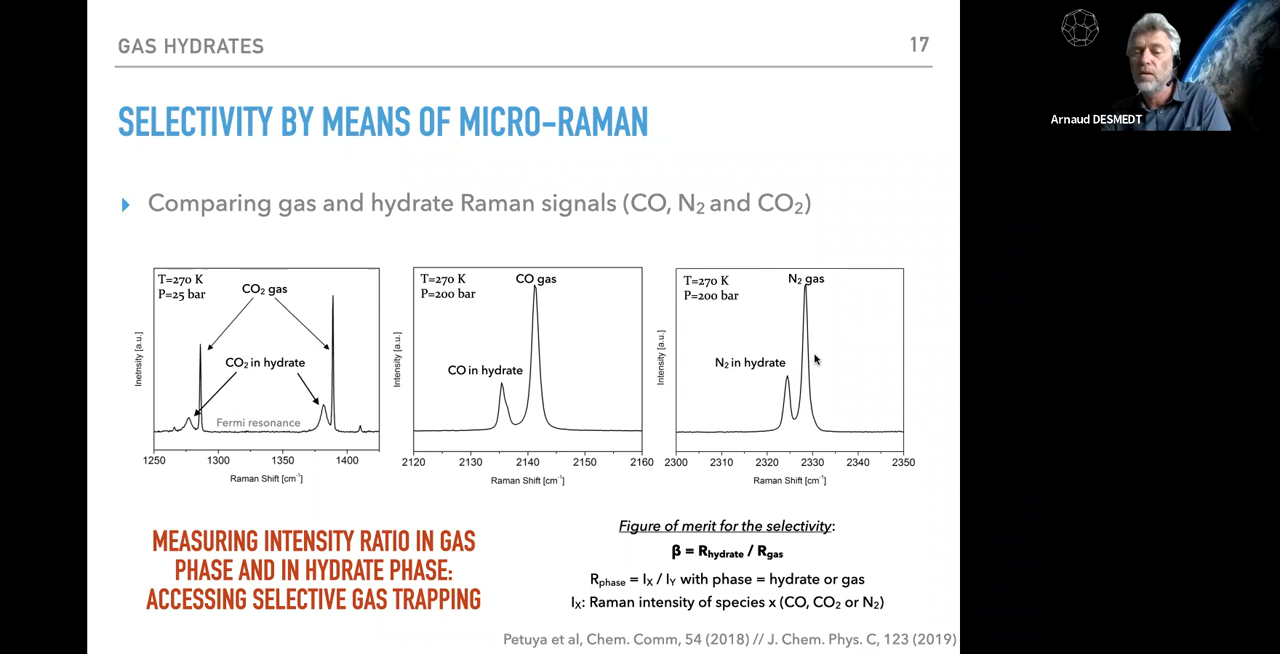 GAS HYDRATES
17
SELECTIVITY BY MEANS OF MICRO-RAMAN
Comparing gas and hydrate Raman signals (CO, N₂ and CO₂)
T=270 K
P=25 bar
CO₂ gas
CO₂ in hydrate
Fermi resonance
Inetnsity [a.u.]
1250 1300 1350 1400
Raman Shift [cm⁻¹]
T=270 K
P=200 bar
CO gas
CO in hydrate
Intensity [a.u.]
2120 2130 2140 2150 2160
Raman Shift [cm⁻¹]
T=270 K
P=200 bar
N₂ gas
N₂ in hydrate
Intensity [a.u.]
2300 2310 2320 2330 2340 2350
Raman Shift [cm⁻¹]
MEASURING INTENSITY RATIO IN GAS
PHASE AND IN HYDRATE PHASE:
ACCESSING SELECTIVE GAS TRAPPING
Figure of merit for the selectivity:
β = Rhydrate / Rgas
Rphase = IX / IY with phase = hydrate or gas
IX: Raman intensity of species x (CO, CO₂ or N₂)
Petuya et al, Chem. Comm, 54 (2018) // J. Chem. Phys. C, 123 (2019)
Arnaud DESMEDT